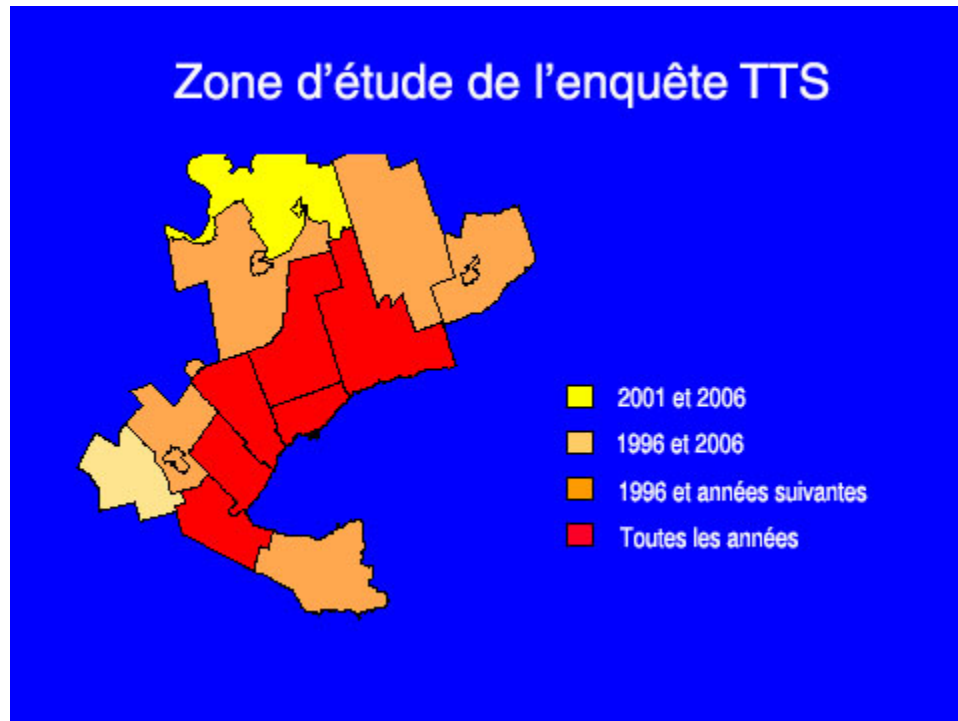 Zone d'étude de l'enquête TTS
2001 et 2006
1996 et 2006
1996 et années suivantes
Toutes les années